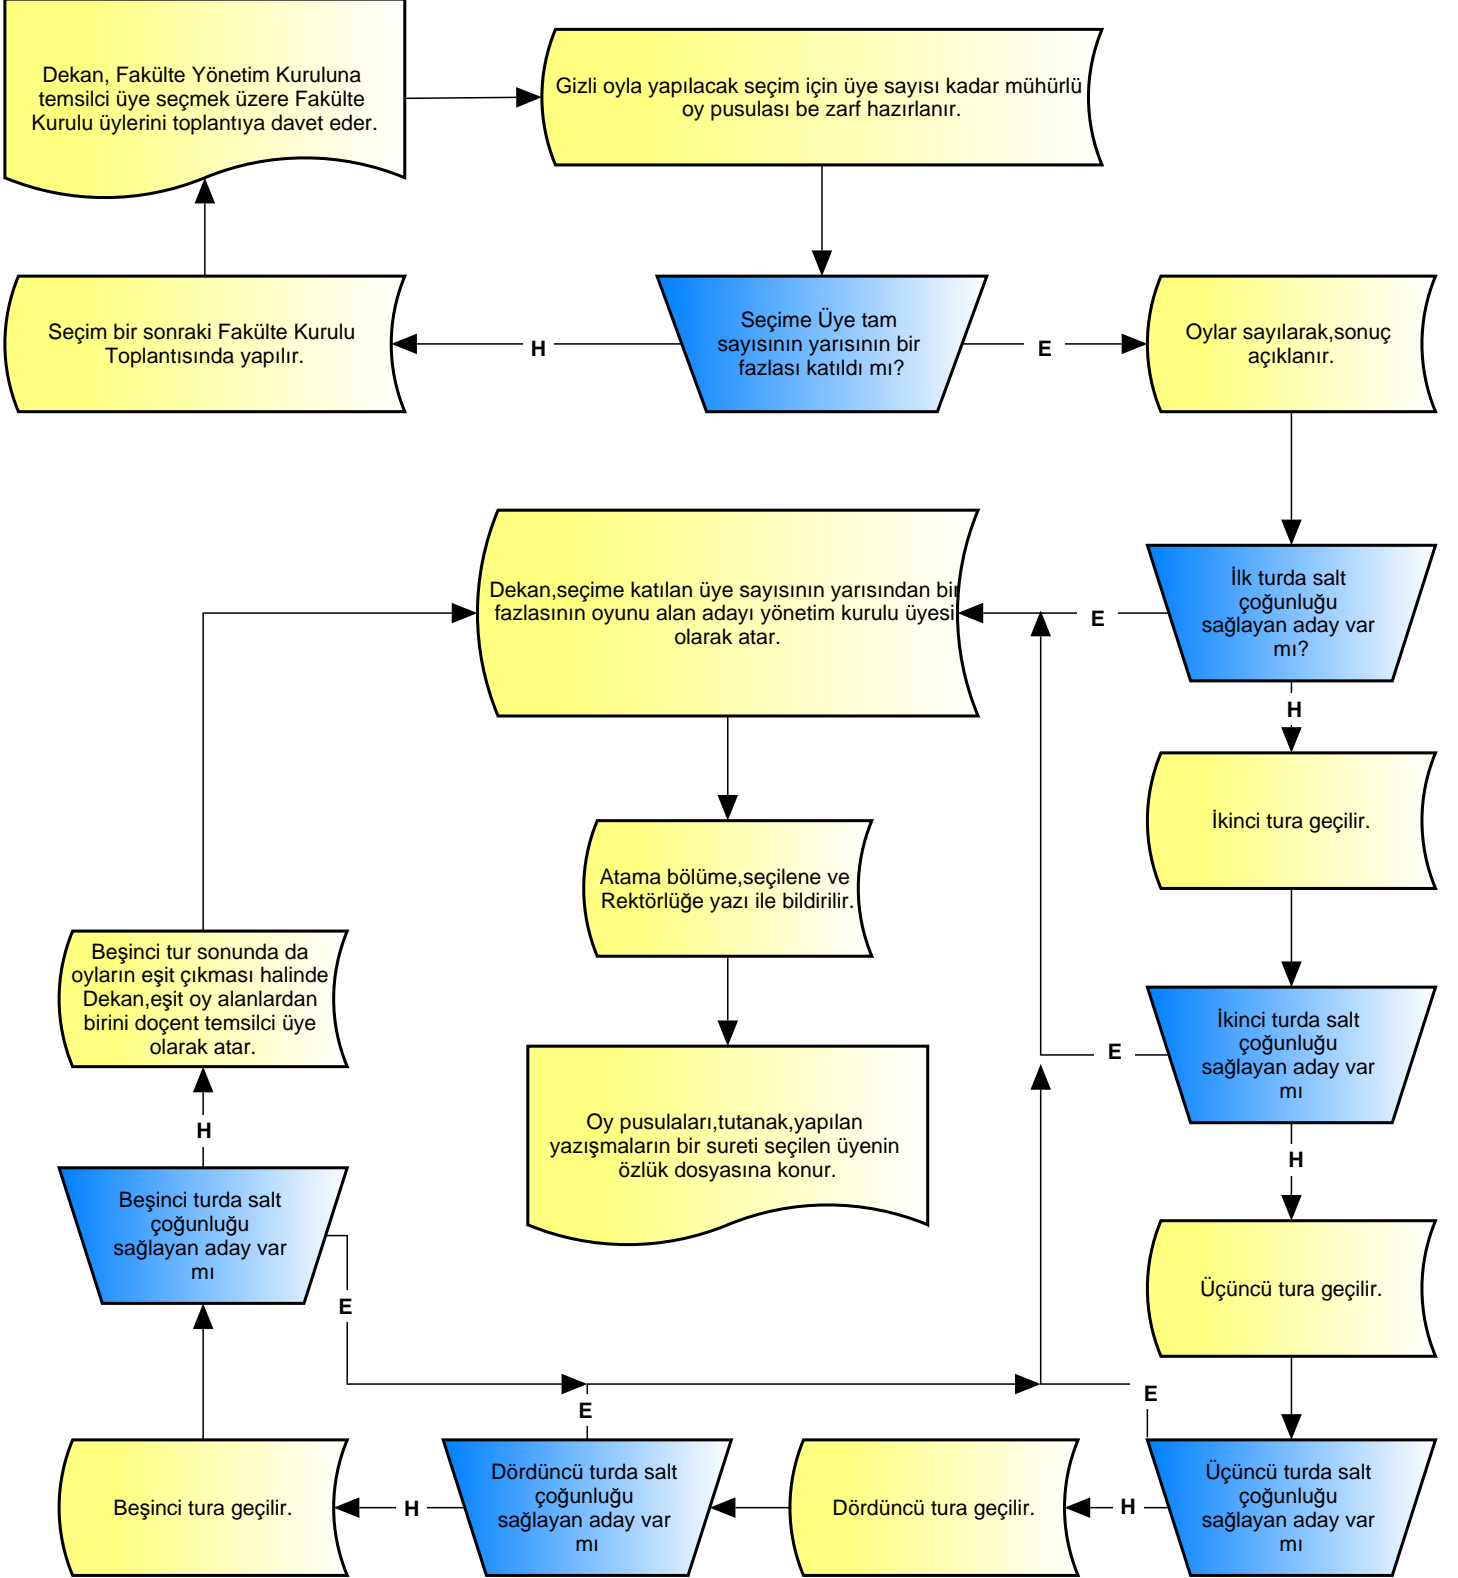 Dekan, Fakülte Yönetim Kuruluna
temsilci üye seçmek üzere Fakülte
Kurulu üylerini toplantıya davet eder.
Gizli oyla yapılacak seçim için üye sayısı kadar mühürlü
oy pusulası be zarf hazırlanır.
Seçim bir sonraki Fakülte Kurulu
Toplantısında yapılır.
H
Seçime Üye tam
sayısının yarısının bir
fazlası katıldı mı?
E
Oylar sayılarak,sonuç
açıklanır.
Dekan,seçime katılan üye sayısının yarısından bir
fazlasının oyunu alan adayı yönetim kurulu üyesi
olarak atar.
E
İlk turda salt
çoğunluğu
sağlayan aday var
mı?
H
İkinci tura geçilir.
Atama bölüme,seçilene ve
Rektörlüğe yazı ile bildirilir.
Beşinci tur sonunda da
oyların eşit çıkması halinde
Dekan,eşit oy alanlardan
birini doçent temsilci üye
olarak atar.
E
İkinci turda salt
çoğunluğu
sağlayan aday var
mı
H
Oy pusulaları,tutanak,yapılan
yazışmaların bir sureti seçilen üyenin
özlük dosyasına konur.
H
Beşinci turda salt
çoğunluğu
sağlayan aday var
mı
E
Üçüncü tura geçilir.
E
E
Beşinci tura geçilir.
H
Dördüncü turda salt
çoğunluğu
sağlayan aday var
mı
Dördüncü tura geçilir.
H
Üçüncü turda salt
çoğunluğu
sağlayan aday var
mı